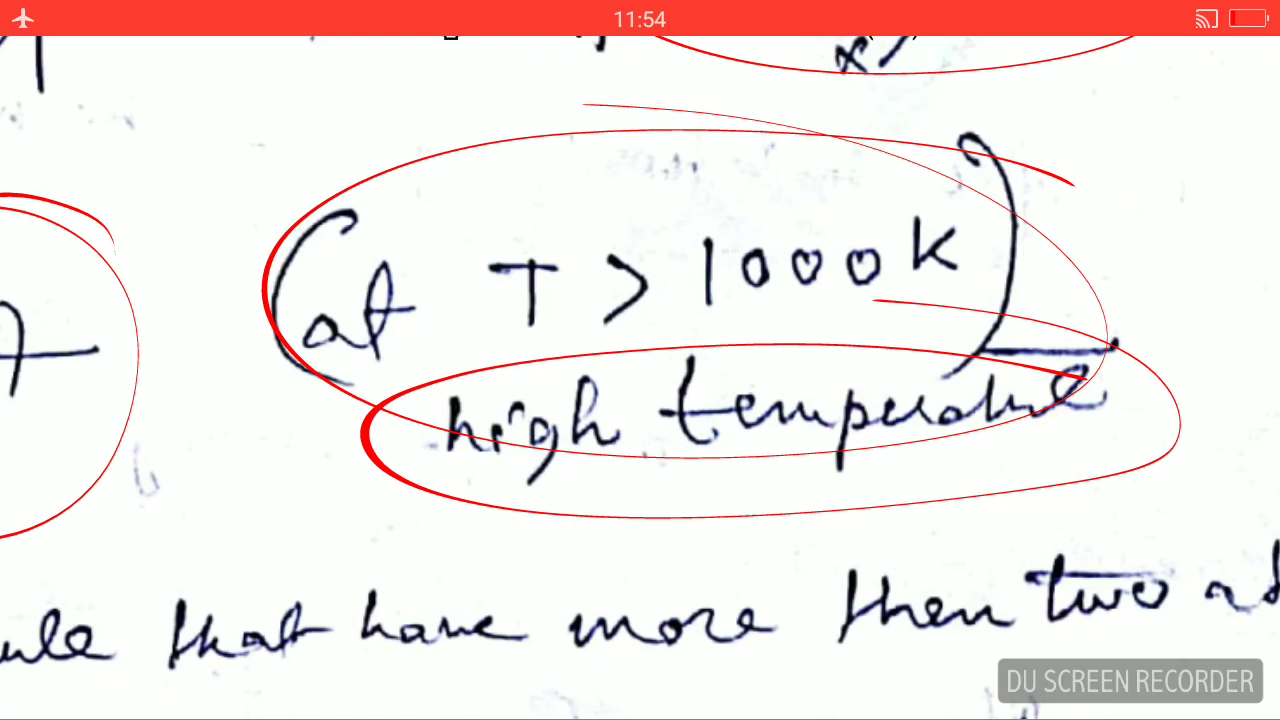 11:54
(at T > 1000K)
high temperature
that have more then two
DU SCREEN RECORDER